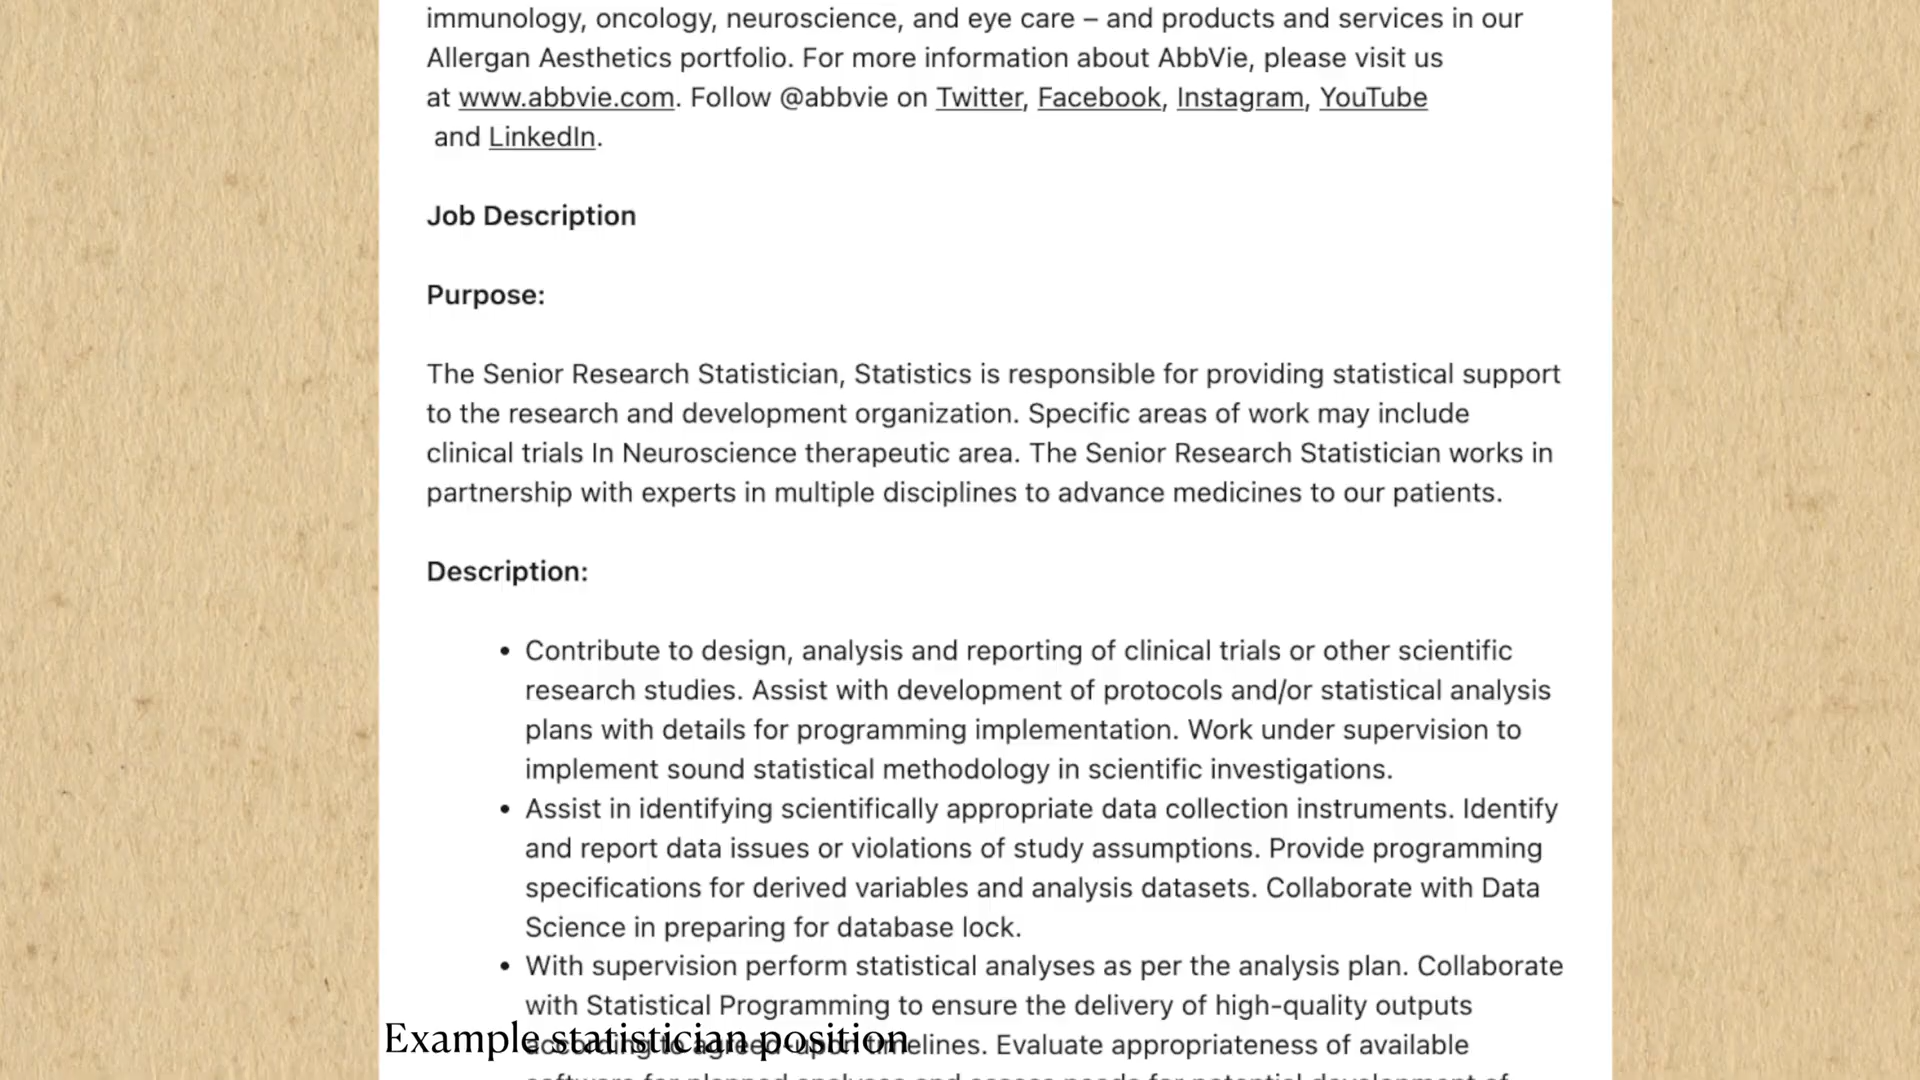 immunology, oncology, neuroscience, and eye care – and products and services in our
Allergan Aesthetics portfolio. For more information about AbbVie, please visit us
at www.abbvie.com. Follow @abbvie on Twitter, Facebook, Instagram, YouTube
and LinkedIn.
Job Description
Purpose:
The Senior Research Statistician, Statistics is responsible for providing statistical support
to the research and development organization. Specific areas of work may include
clinical trials In Neuroscience therapeutic area. The Senior Research Statistician works in
partnership with experts in multiple disciplines to advance medicines to our patients.
Description:
• Contribute to design, analysis and reporting of clinical trials or other scientific
research studies. Assist with development of protocols and/or statistical analysis
plans with details for programming implementation. Work under supervision to
implement sound statistical methodology in scientific investigations.
• Assist in identifying scientifically appropriate data collection instruments. Identify
and report data issues or violations of study assumptions. Provide programming
specifications for derived variables and analysis datasets. Collaborate with Data
Science in preparing for database lock.
• With supervision perform statistical analyses as per the analysis plan. Collaborate
with Statistical Programming to ensure the delivery of high-quality outputs
according to agreed-upon timelines. Evaluate appropriateness of available
Example statistician position